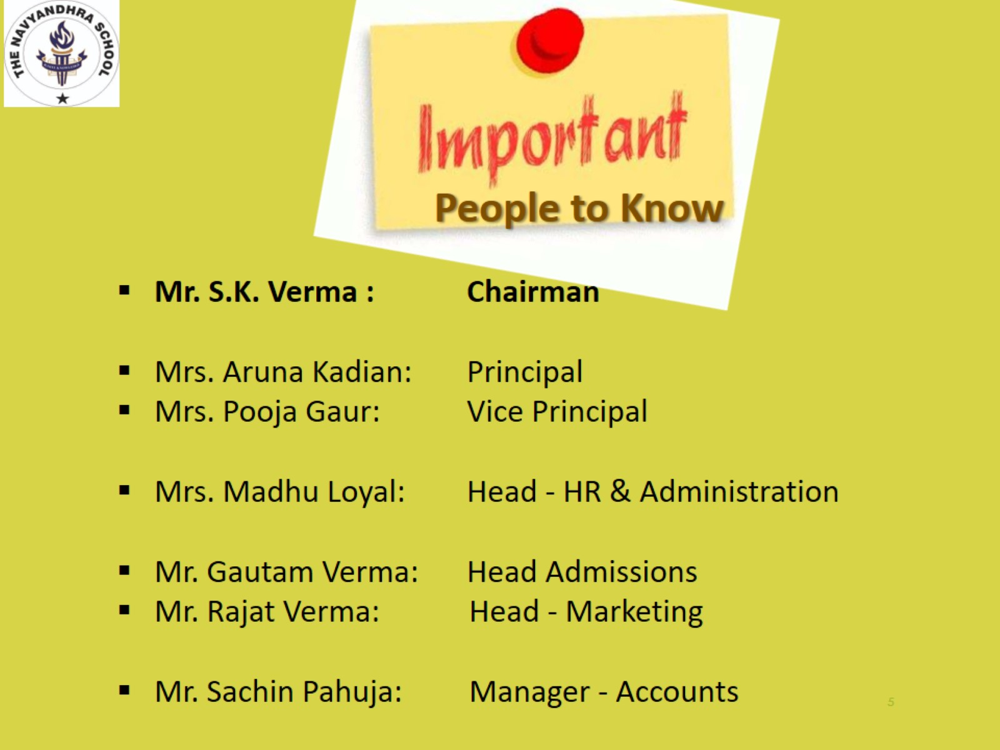 THE NAVYANDHRA SCHOOL
Important
People to Know
▪ Mr. S.K. Verma : Chairman
▪ Mrs. Aruna Kadian: Principal
▪ Mrs. Pooja Gaur: Vice Principal
▪ Mrs. Madhu Loyal: Head - HR & Administration
▪ Mr. Gautam Verma: Head Admissions
▪ Mr. Rajat Verma: Head - Marketing
▪ Mr. Sachin Pahuja: Manager - Accounts
5